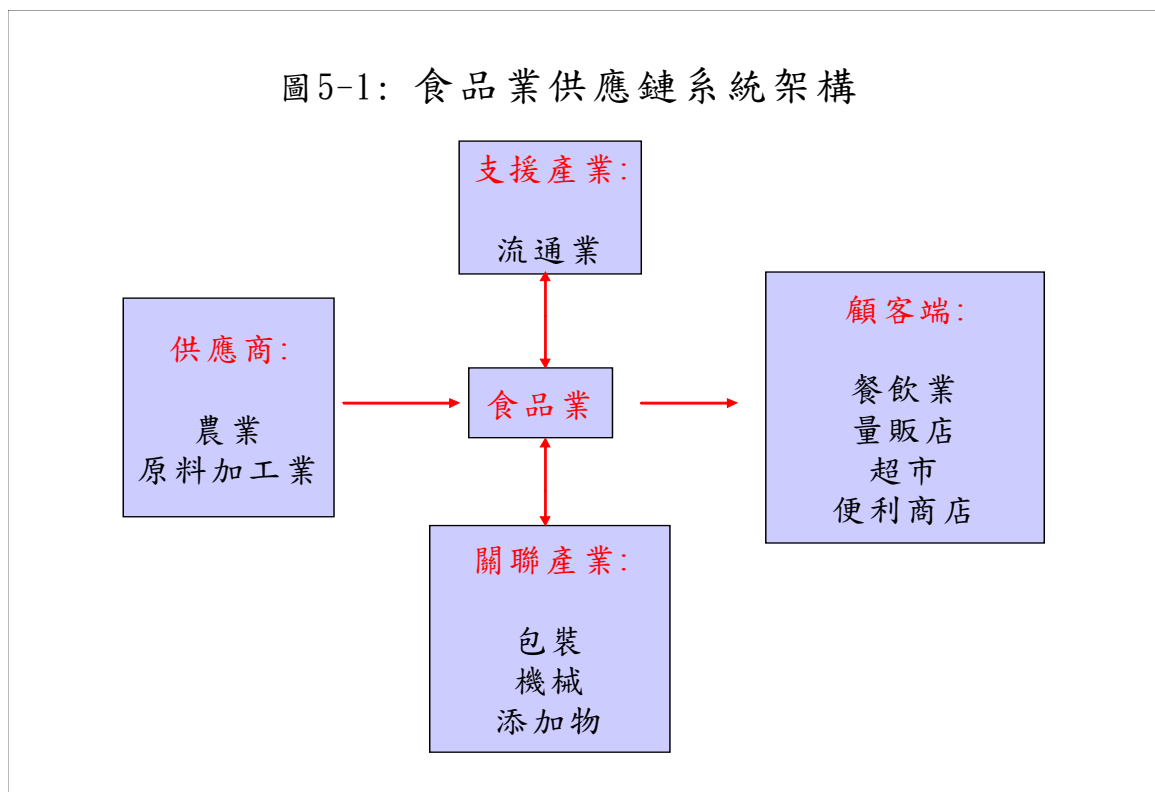 圖5-1: 食品業供應鏈系統架構
支援產業:
流通業
供應商:
農業
原料加工業
食品業
顧客端:
餐飲業
量販店
超市
便利商店
關聯產業:
包裝
機械
添加物